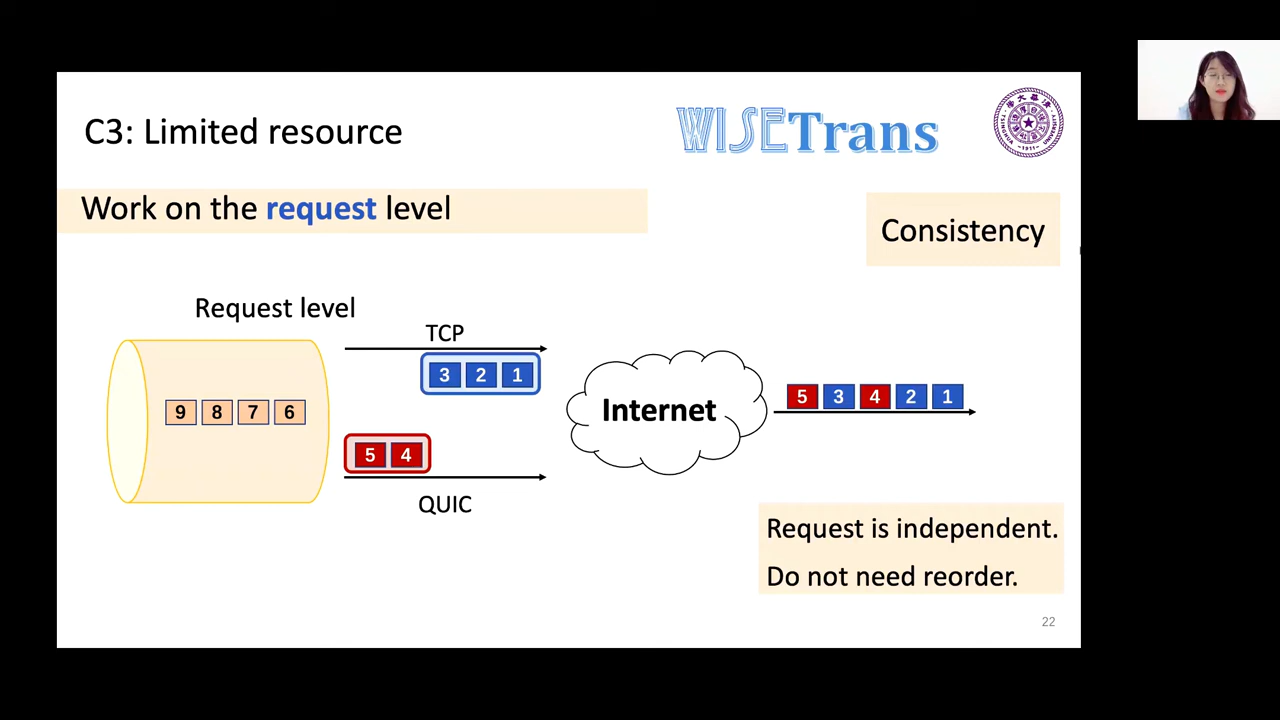 C3: Limited resource
WISETrans
Work on the request level
Consistency
Request level
TCP
3 2 1
9 8 7 6
Internet
5 3 4 2 1
5 4
QUIC
Request is independent.
Do not need reorder.
22